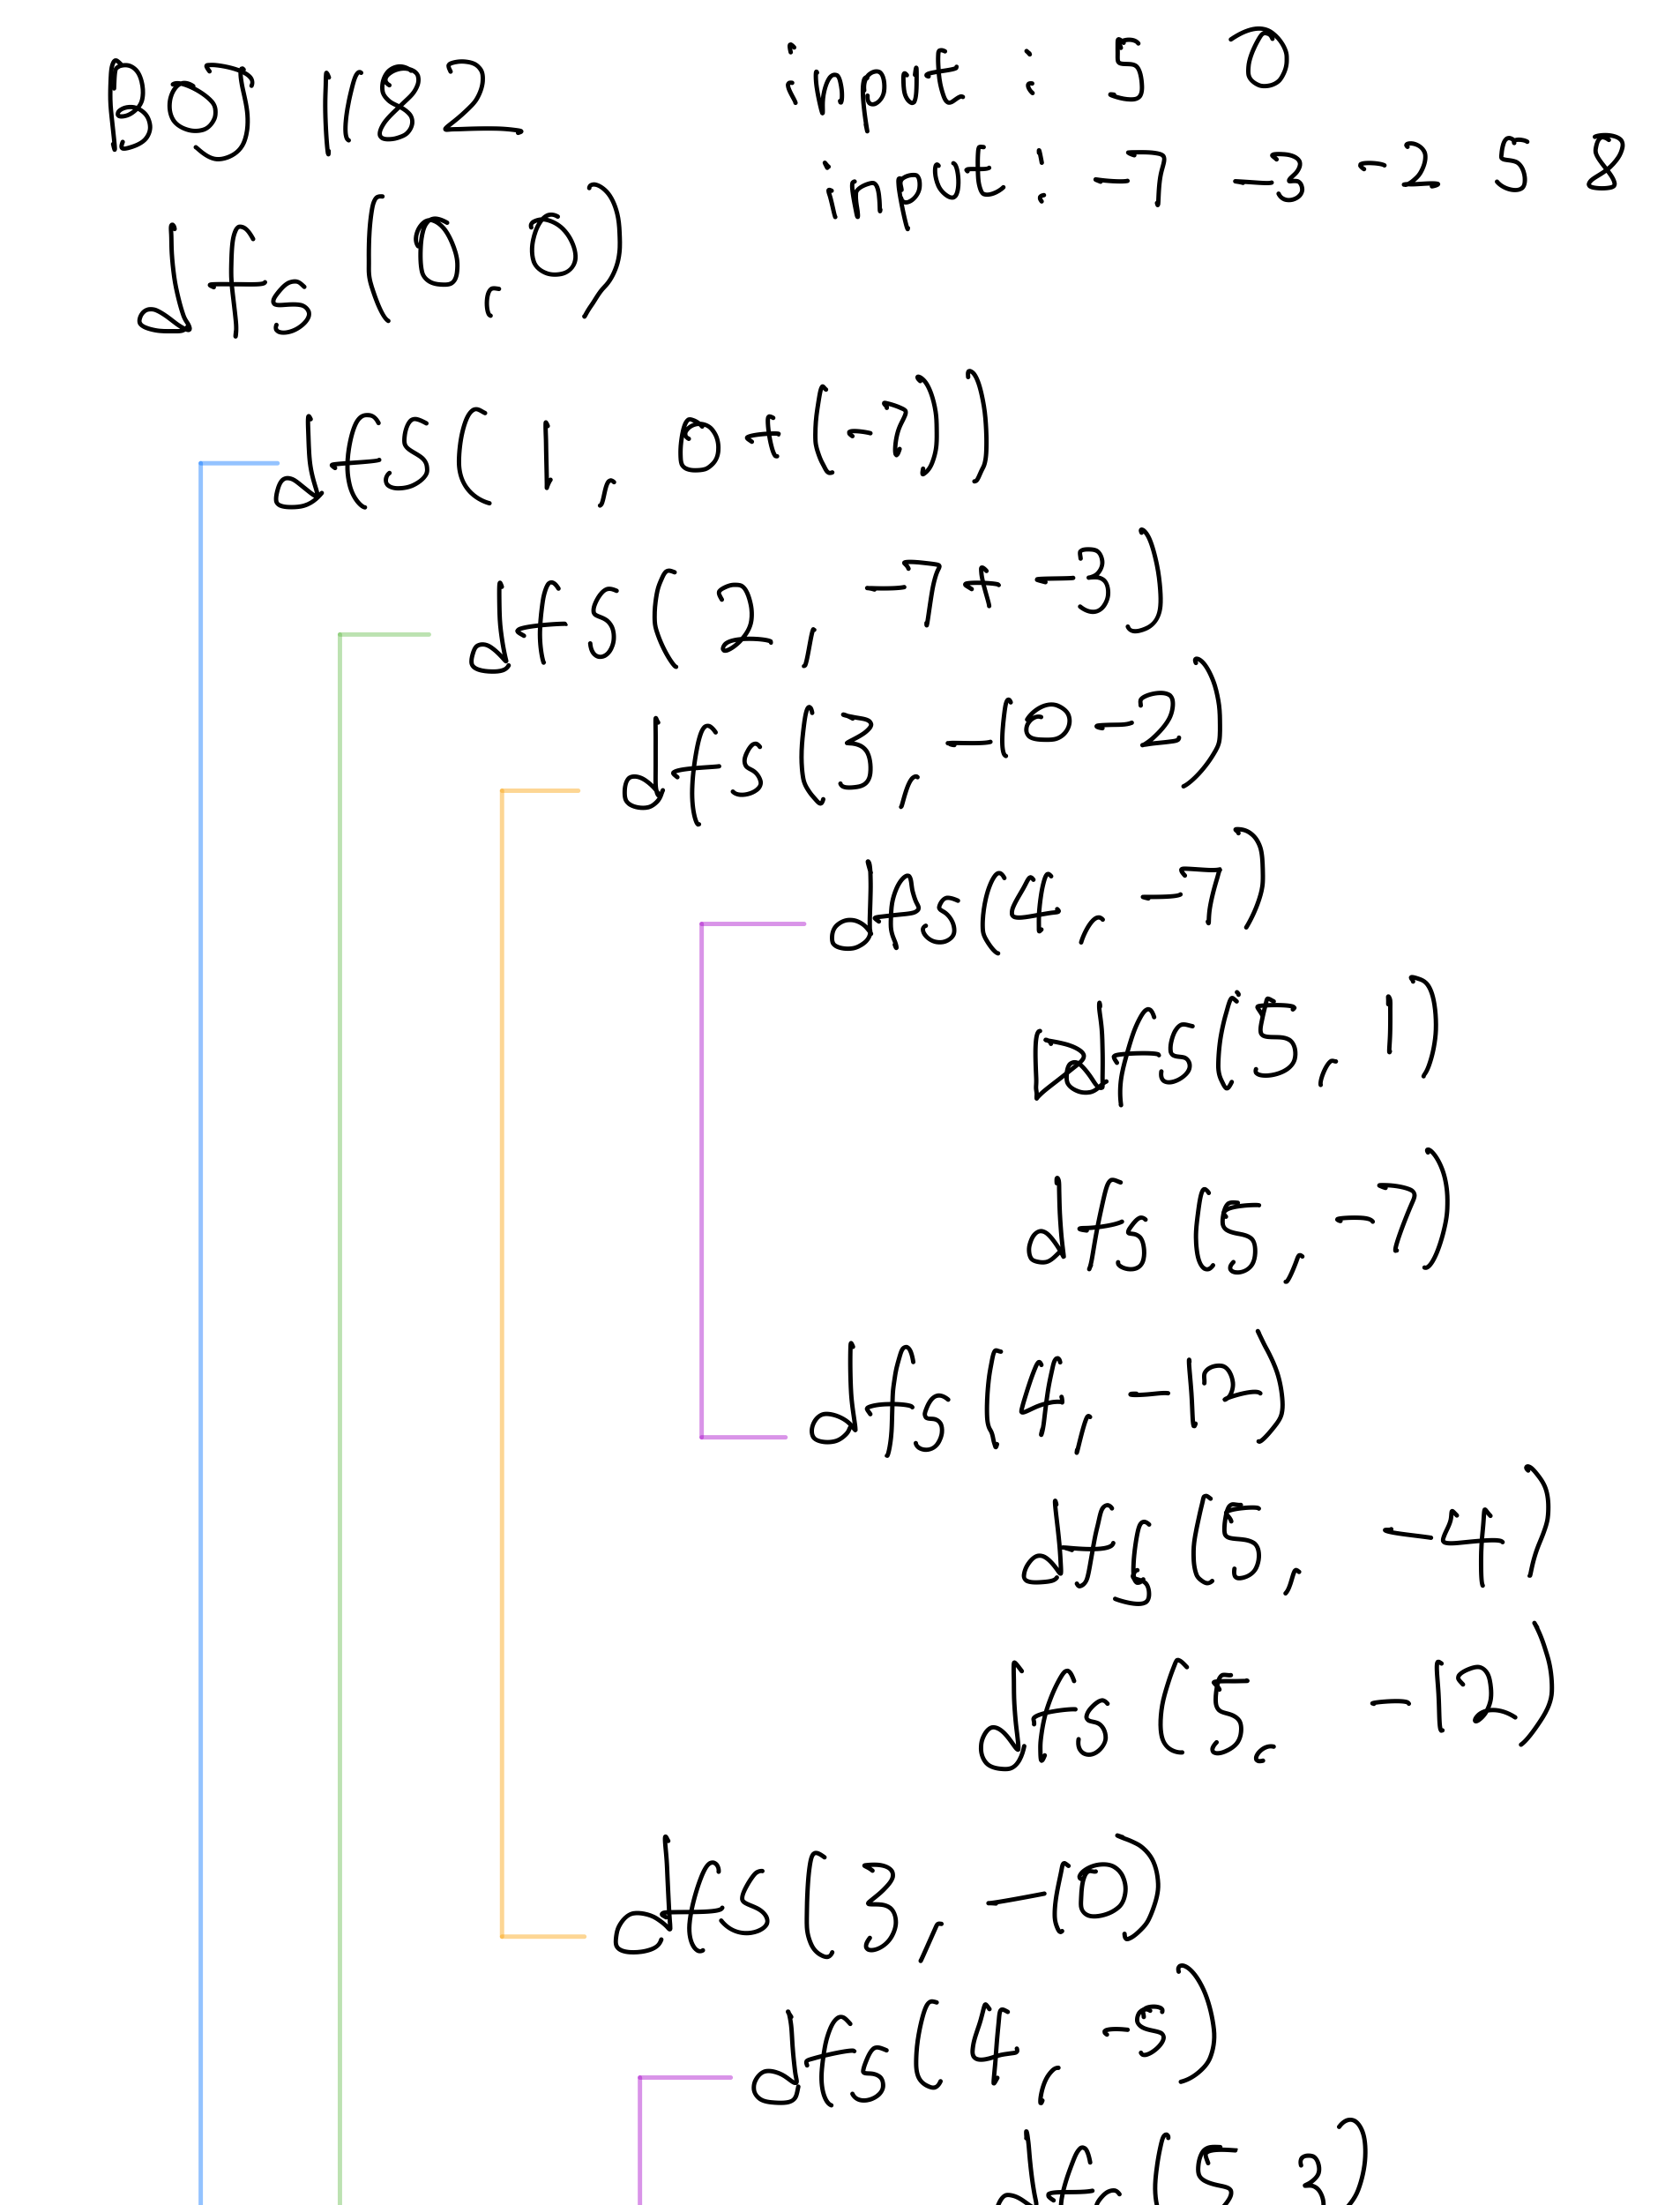 BOJ 1182
input : 5 0
input : -7 -3 -2 5 8
dfs (0, 0)
dfs(1, 0+(-7))
dfs(2, -7+ -3)
dfs(3, -10-2)
dfs(4, -7)
dfs(5, 1)
dfs(5, -7)
dfs(4, -12)
dfs(5, -4)
dfs(5, -12)
dfs(3, -10)
dfs(4, -5)
dfs(5, 3)